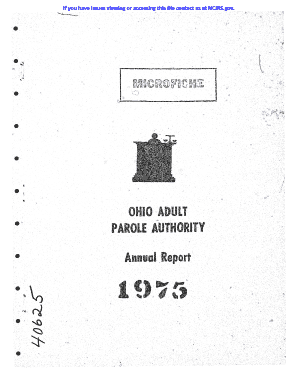 If you have issues viewing or accessing this file contact us at NCJRS.gov.
MICROFICHE
OHIO ADULT
PAROLE AUTHORITY
Annual Report
1975
40625